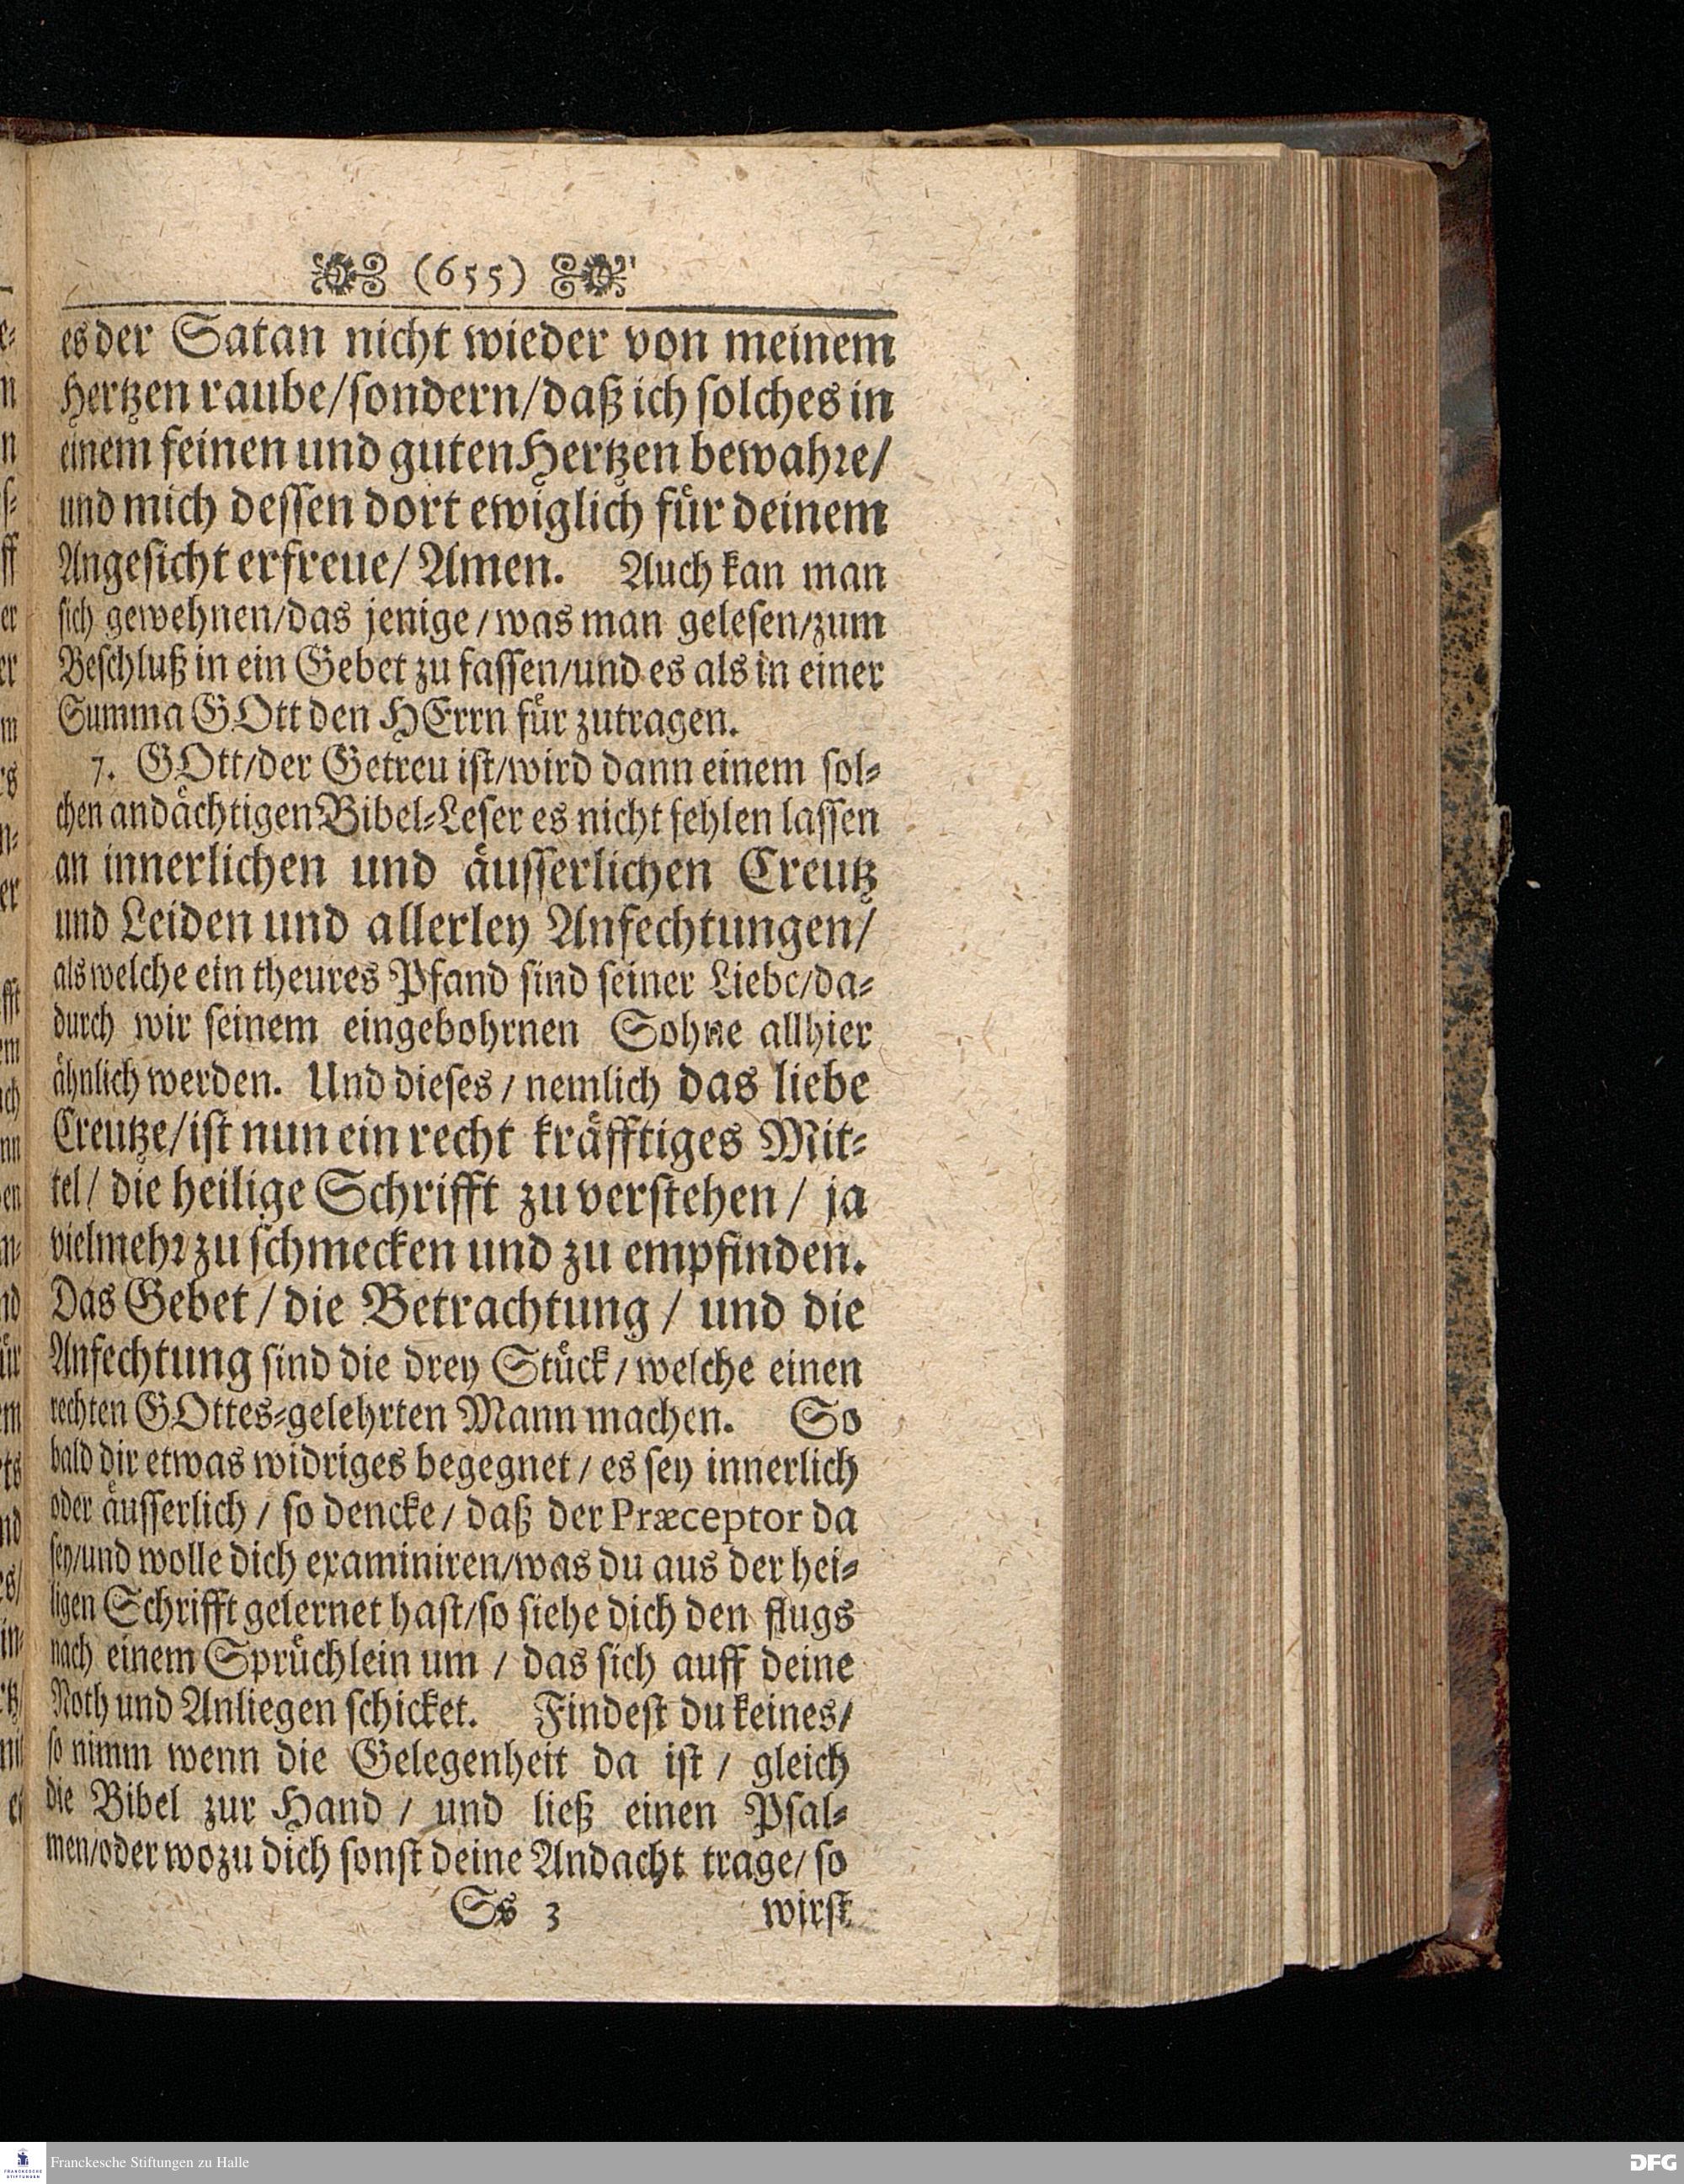 (655)
es der Satan nicht wieder von meinem
Hertzen raube/sondern/daß ich solches in
einem feinen und guten Hertzen bewahre/
und mich dessen dort ewiglich für deinem
Angesicht erfreue/ Amen. Auch kan man
sich gewehnen/das jenige/was man gelesen/zum
Beschluß in ein Gebet zu fassen/und es als in einer
Summa GOtt den HErrn für zutragen.
7. GOtt/der Getreu ist/wird dann einem sol-
chen andächtigen Bibel-Leser es nicht fehlen lassen
an innerlichen und äusserlichen Creutz
und Leiden und allerley Anfechtungen/
als welche ein theures Pfand sind seiner Liebe/da-
durch wir seinem eingebohrnen Sohne allhier
ähnlich werden. Und dieses/ nemlich das liebe
Creutze/ist nun ein recht kräfftiges Mit-
tel/ die heilige Schrifft zu verstehen/ ja
vielmehr zu schmecken und zu empfinden.
Das Gebet/ die Betrachtung/ und die
Anfechtung sind die drey Stück/ welche einen
rechten GOttes-gelehrten Mann machen. So
bald dir etwas widriges begegnet/ es sey innerlich
oder äusserlich/ so dencke/ daß der Præceptor da
sey/und wolle dich examiniren/was du aus der hei-
ligen Schrifft gelernet hast/so siehe dich den flugs
nach einem Sprüchlein um/ das sich auff deine
Noth und Anliegen schicket. Findest du keines/
so nimm wenn die Gelegenheit da ist/ gleich
die Bibel zur Hand/ und ließ einen Psal-
men/oder wozu dich sonst deine Andacht trage/ so
Ss 3 wirst
Franckesche Stiftungen zu Halle
DFG